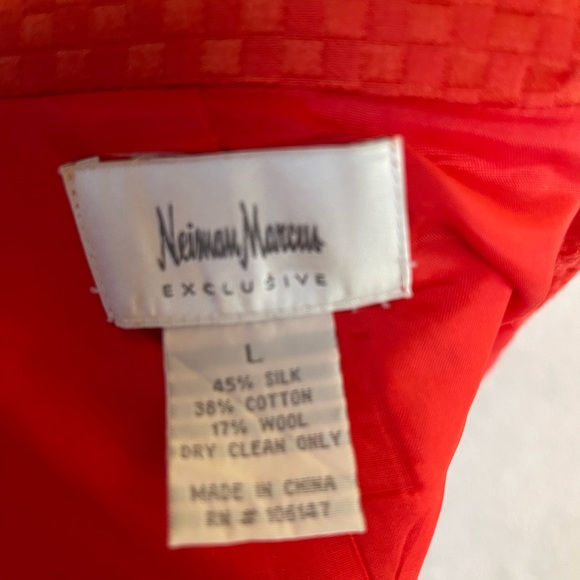 Neiman Marcus
EXCLUSIVE
L
45% SILK
38% COTTON
17% WOOL
DRY CLEAN ONLY
MADE IN CHINA
RN # 106147